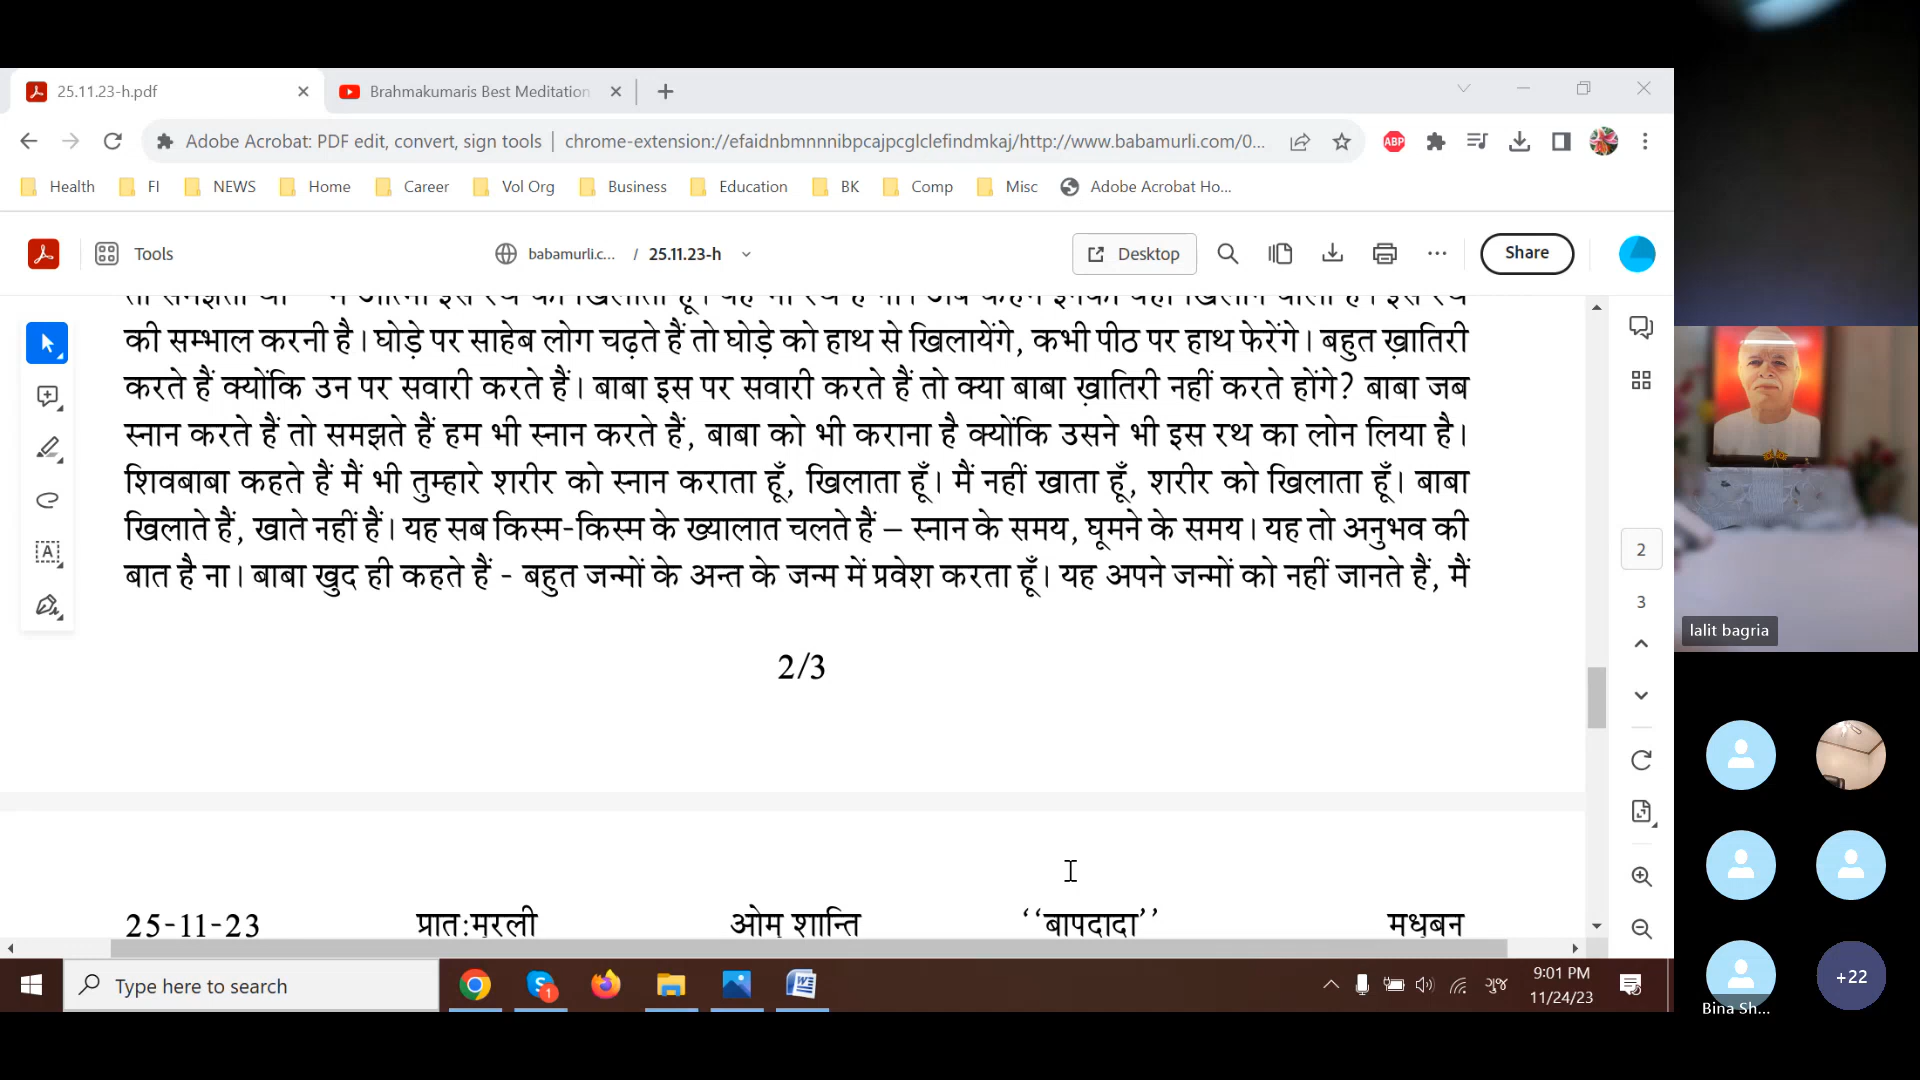 25.11.23-h.pdf
Brahmakumaris Best Meditation
Adobe Acrobat: PDF edit, convert, sign tools
chrome-extension://efaidnbmnnnibpcajpcglclefindmkaj/http://www.babamurli.com/0...
ABP
Health
FI
NEWS
Home
Career
Vol Org
Business
Education
BK
Comp
Misc
Adobe Acrobat Ho...
Tools
babamurli.c... / 25.11.23-h
Desktop
Share
की सम्भाल करनी है। घोड़े पर साहेब लोग चढ़ते हैं तो घोड़े को हाथ से खिलायेंगे, कभी पीठ पर हाथ फेरेंगे। बहुत ख़ातिरी
करते हैं क्योंकि उन पर सवारी करते हैं। बाबा इस पर सवारी करते हैं तो क्या बाबा ख़ातिरी नहीं करते होंगे? बाबा जब
स्नान करते हैं तो समझते हैं हम भी स्नान करते हैं, बाबा को भी कराना है क्योंकि उसने भी इस रथ का लोन लिया है।
शिवबाबा कहते हैं मैं भी तुम्हारे शरीर को स्नान कराता हूँ, खिलाता हूँ। मैं नहीं खाता हूँ, शरीर को खिलाता हूँ। बाबा
खिलाते हैं, खाते नहीं हैं। यह सब किस्म-किस्म के ख्यालात चलते हैं – स्नान के समय, घूमने के समय। यह तो अनुभव की
बात है ना। बाबा खुद ही कहते हैं - बहुत जन्मों के अन्त के जन्म में प्रवेश करता हूँ। यह अपने जन्मों को नहीं जानते हैं, मैं
2/3
25-11-23 प्रात:मुरली ओम् शान्ति ‘‘बापदादा’’ मधुबन
2
3
lalit bagria
Bina Sh...
+22
Type here to search
1
ગુજ
9:01 PM
11/24/23